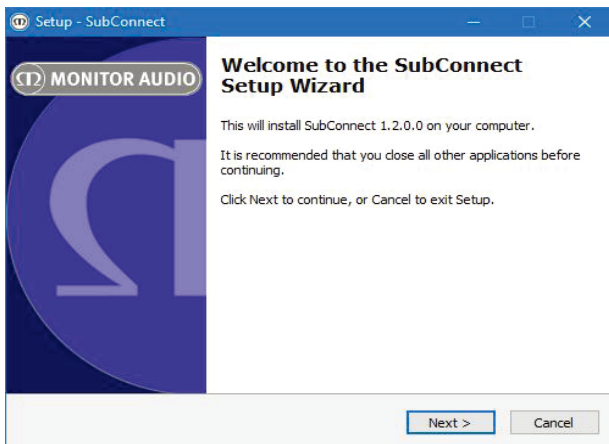 Setup - SubConnect
MONITOR AUDIO
Welcome to the SubConnect
Setup Wizard
This will install SubConnect 1.2.0.0 on your computer.
It is recommended that you close all other applications before
continuing.
Click Next to continue, or Cancel to exit Setup.
Next >
Cancel